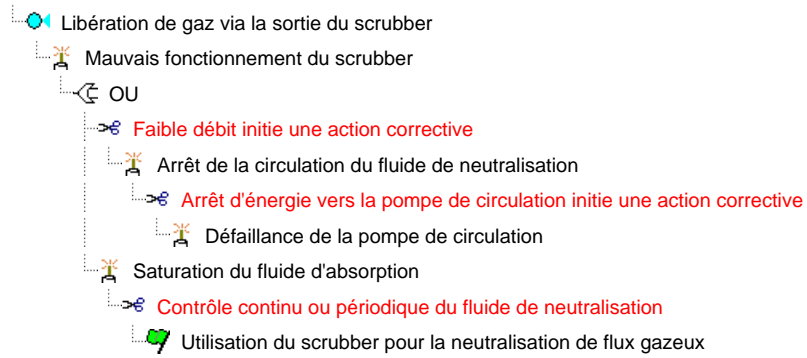 Libération de gaz via la sortie du scrubber
Mauvais fonctionnement du scrubber
OU
Faible débit initie une action corrective
Arrêt de la circulation du fluide de neutralisation
Arrêt d'énergie vers la pompe de circulation initie une action corrective
Défaillance de la pompe de circulation
Saturation du fluide d'absorption
Contrôle continu ou périodique du fluide de neutralisation
Utilisation du scrubber pour la neutralisation de flux gazeux